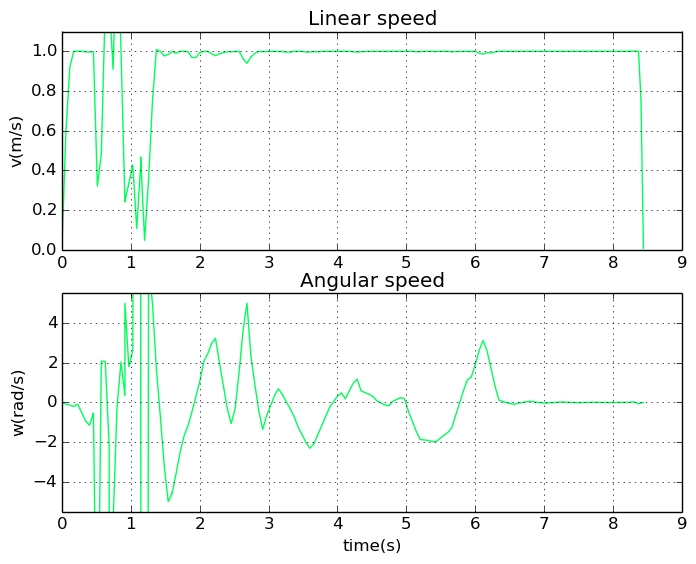 Linear speed
1.0
0.8
0.6
0.4
0.2
0.0
v(m/s)
0 1 2 3 4 5 6 7 8 9
Angular speed
4
2
0
−2
−4
w(rad/s)
0 1 2 3 4 5 6 7 8 9
time(s)